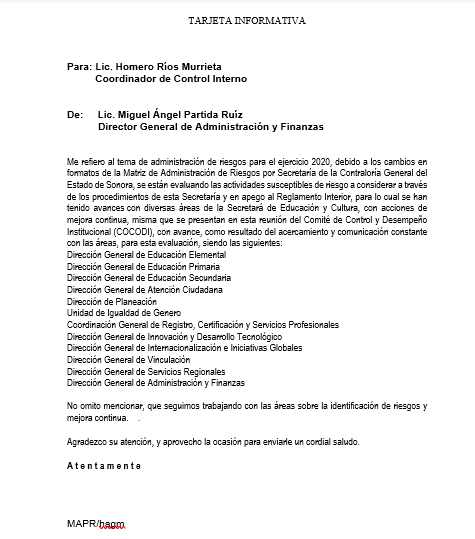 TARJETA INFORMATIVA
Para: Lic. Homero Ríos Murrieta
Coordinador de Control Interno
De: Lic. Miguel Ángel Partida Ruíz
Director General de Administración y Finanzas
Me refiero al tema de administración de riesgos para el ejercicio 2020, debido a los cambios en
formatos de la Matriz de Administración de Riesgos por Secretaría de la Contraloría General del
Estado de Sonora, se están evaluando las actividades susceptibles de riesgo a considerar a través
de los procedimientos de esta Secretaría y en apego al Reglamento Interior, para lo cual se han
tenido avances con diversas áreas de la Secretará de Educación y Cultura, con acciones de
mejora continua, misma que se presentan en esta reunión del Comité de Control y Desempeño
Institucional (COCODI), con avance, como resultado del acercamiento y comunicación constante
con las áreas, para esta evaluación, siendo las siguientes:
Dirección General de Educación Elemental
Dirección General de Educación Primaria
Dirección General de Educación Secundaria
Dirección General de Atención Ciudadana
Dirección de Planeación
Unidad de Igualdad de Genero
Coordinación General de Registro, Certificación y Servicios Profesionales
Dirección General de Innovación y Desarrollo Tecnológico
Dirección General de Internacionalización e Iniciativas Globales
Dirección General de Vinculación
Dirección General de Servicios Regionales
Dirección General de Administración y Finanzas
No omito mencionar, que seguimos trabajando con las áreas sobre la identificación de riesgos y
mejora continua. .
Agradezco su atención, y aprovecho la ocasión para enviarle un cordial saludo.
A t e n t a m e n t e
MAPR/hagm